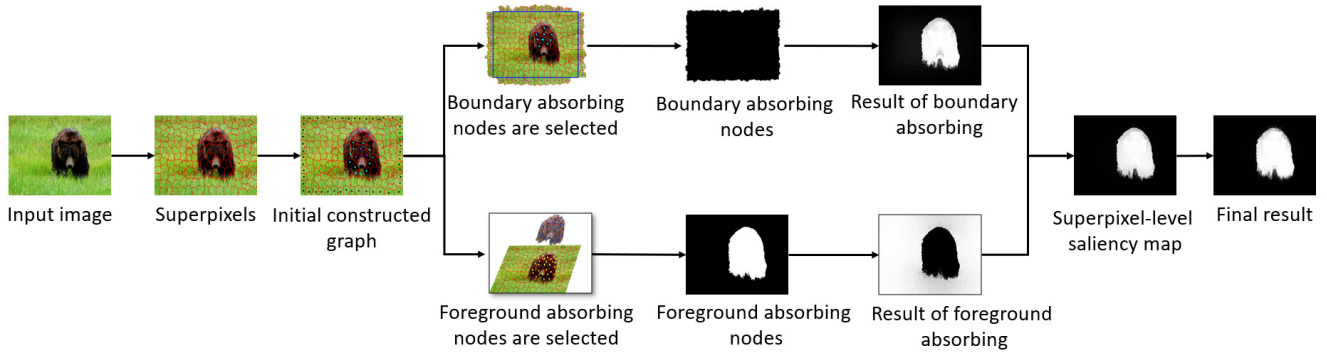 Input image
Superpixels
Initial constructed
graph
Boundary absorbing
nodes are selected
Boundary absorbing
nodes
Result of boundary
absorbing
Foreground absorbing
nodes are selected
Foreground absorbing
nodes
Result of foreground
absorbing
Superpixel-level
saliency map
Final result